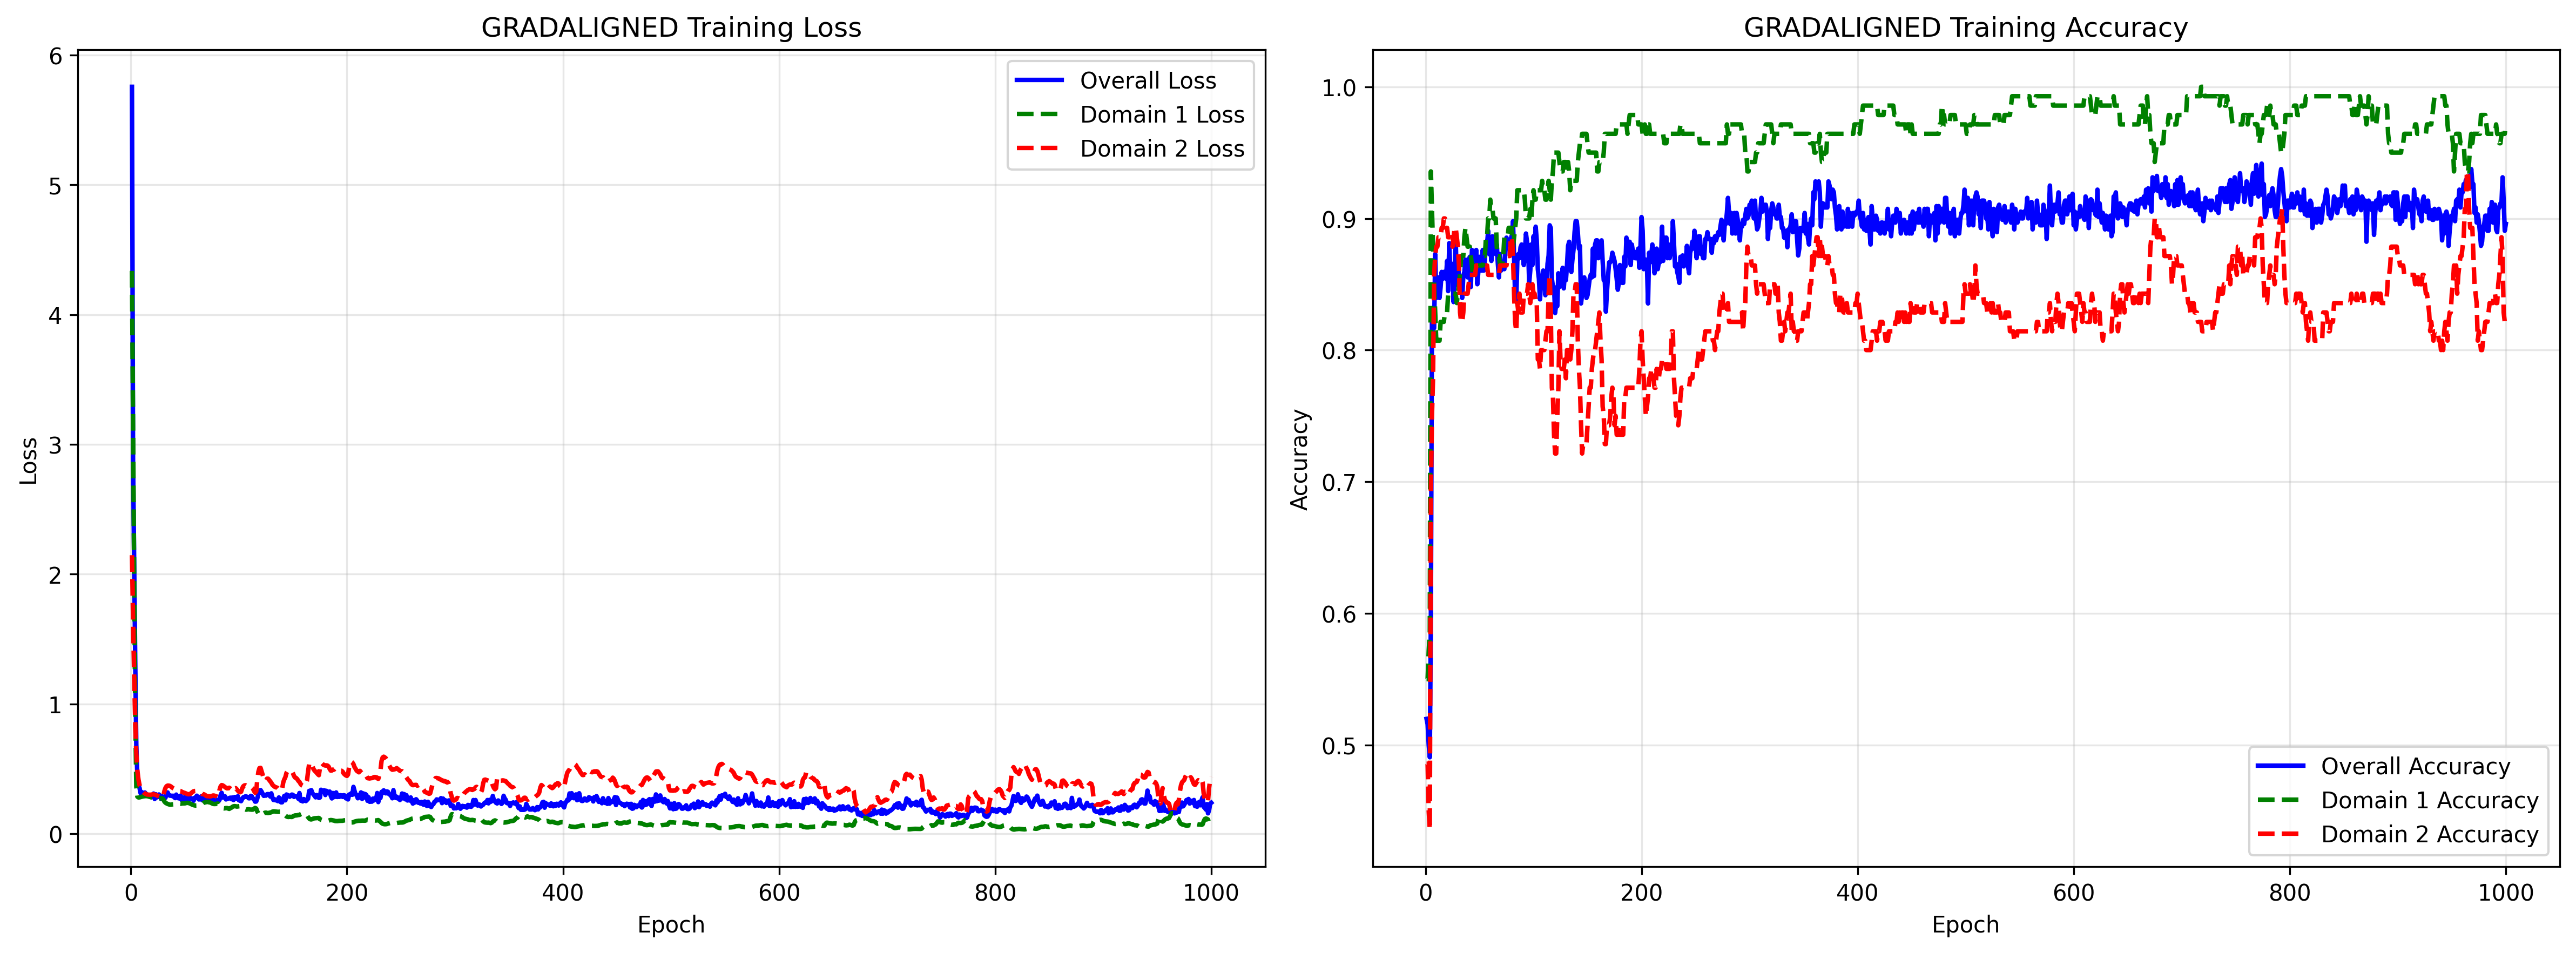 GRADALIGNED Training Loss
6
5
4
3
2
1
0
Loss
Overall Loss
Domain 1 Loss
Domain 2 Loss
0 200 400 600 800 1000
Epoch
GRADALIGNED Training Accuracy
1.0
0.9
0.8
0.7
0.6
0.5
Accuracy
Overall Accuracy
Domain 1 Accuracy
Domain 2 Accuracy
0 200 400 600 800 1000
Epoch